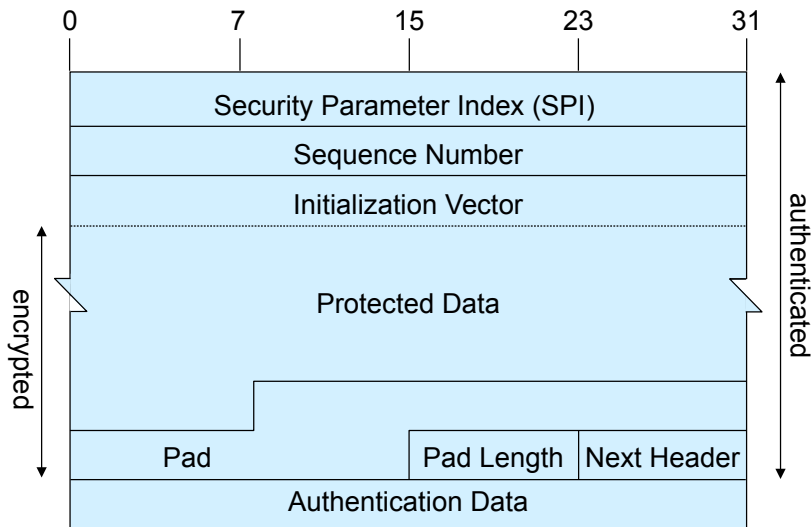 0 7 15 23 31
Security Parameter Index (SPI)
Sequence Number
Initialization Vector
Protected Data
Pad Pad Length Next Header
Authentication Data
encrypted
authenticated